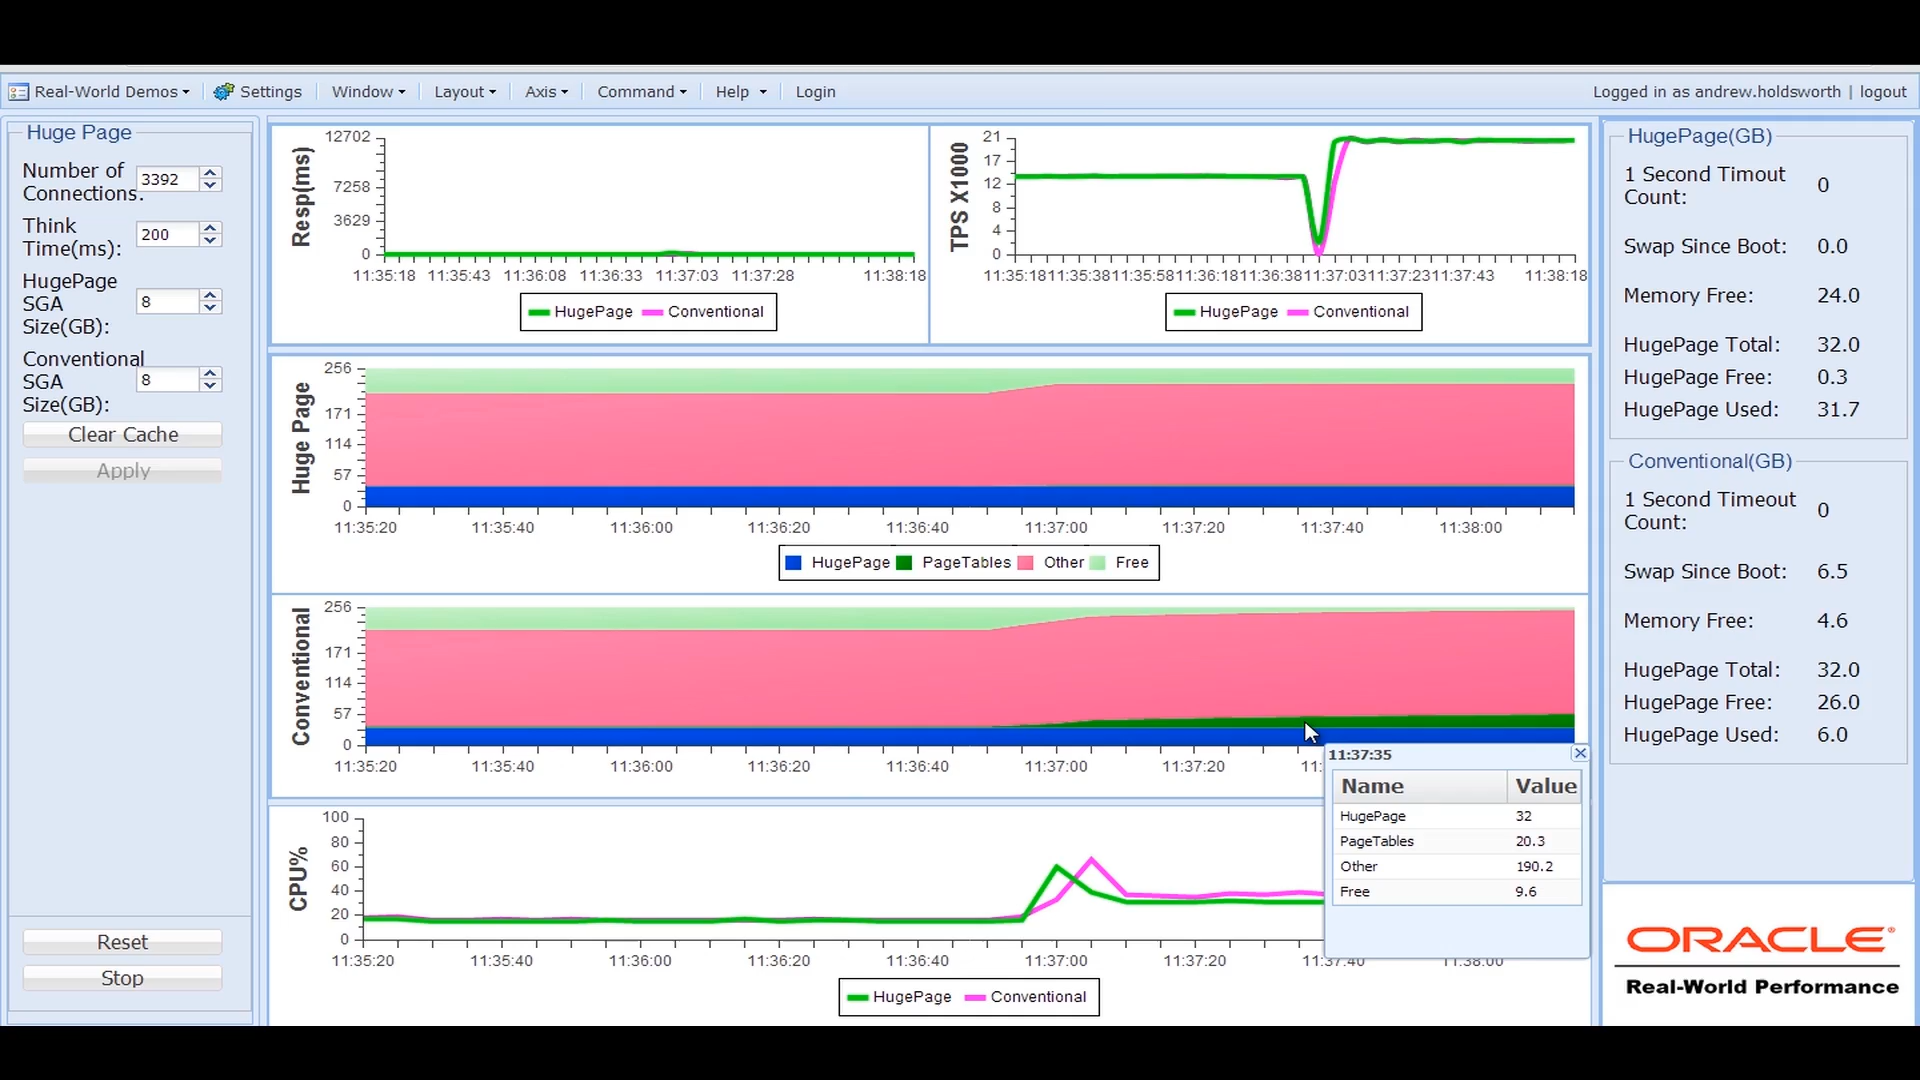 Real-World Demos Settings Window Layout Axis Command Help Login Logged in as andrew.holdsworth | logout
Huge Page
Number of
Connections:
3392
Think
Time(ms):
200
HugePage
SGA
Size(GB):
8
Conventional
SGA
Size(GB):
8
Clear Cache
Apply
Reset
Stop
Resp(ms)
12702
7258
3629
0
11:35:18 11:35:43 11:36:08 11:36:33 11:37:03 11:37:28 11:38:18
HugePage Conventional
TPS X1000
21
17
12
8
4
0
11:35:18 11:35:38 11:35:58 11:36:18 11:36:38 11:37:03 11:37:23 11:37:43 11:38:18
HugePage Conventional
Huge Page
256
171
114
57
0
11:35:20 11:35:40 11:36:00 11:36:20 11:36:40 11:37:00 11:37:20 11:37:40 11:38:00
HugePage PageTables Other Free
Conventional
256
171
114
57
0
11:35:20 11:35:40 11:36:00 11:36:20 11:36:40 11:37:00 11:37:20 11:
11:37:35
Name Value
HugePage 32
PageTables 20.3
Other 190.2
Free 9.6
CPU%
100
80
60
40
20
0
11:35:20 11:35:40 11:36:00 11:36:20 11:36:40 11:37:00 11:37:20 11:37:40 11:38:00
HugePage Conventional
HugePage(GB)
1 Second Timout
Count: 0
Swap Since Boot: 0.0
Memory Free: 24.0
HugePage Total: 32.0
HugePage Free: 0.3
HugePage Used: 31.7
Conventional(GB)
1 Second Timeout
Count: 0
Swap Since Boot: 6.5
Memory Free: 4.6
HugePage Total: 32.0
HugePage Free: 26.0
HugePage Used: 6.0
ORACLE®
Real-World Performance